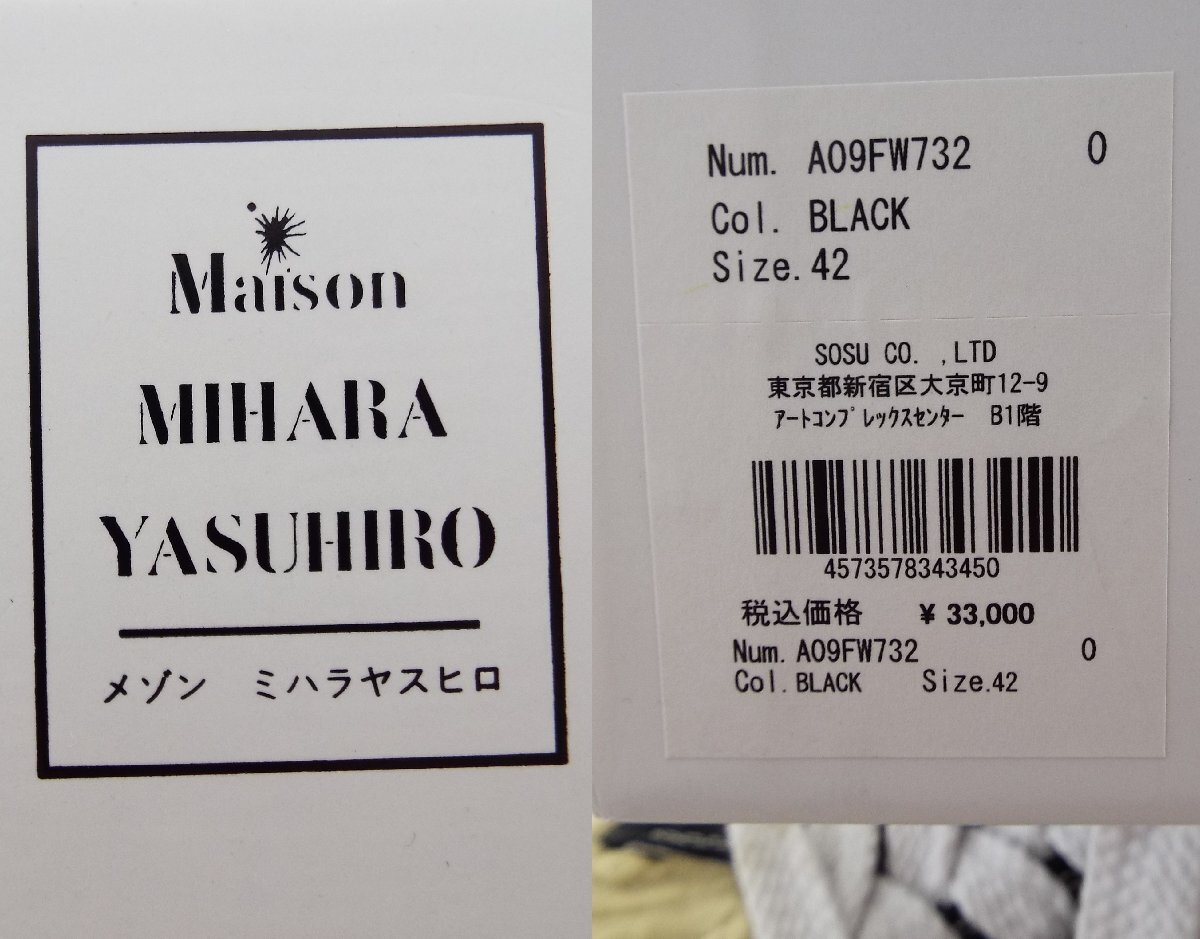 Maison
MIHARA
YASUHIRO
メゾン ミハラヤスヒロ
Num. A09FW732 0
Col. BLACK
Size. 42
SOSU CO. ,LTD
東京都新宿区大京町12-9
ｱｰﾄｺﾝﾌﾟﾚｯｸｽｾﾝﾀｰ B1階
4573578343450
税込価格 ¥ 33,000
Num. A09FW732 0
Col. BLACK Size. 42